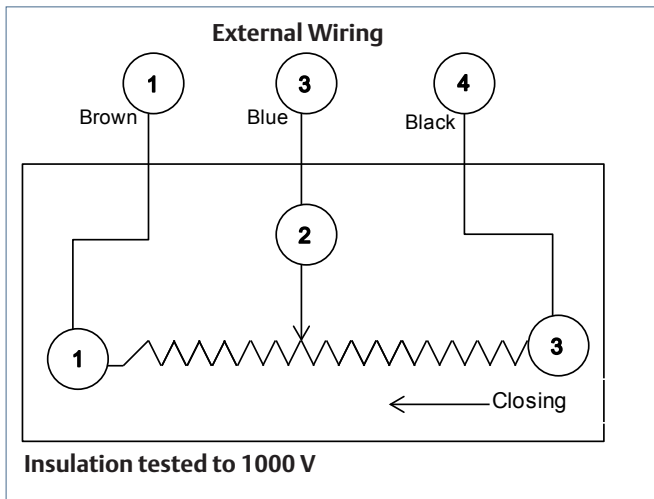 External Wiring
1 3 4
Brown Blue Black
2
1 3
Closing
Insulation tested to 1000 V